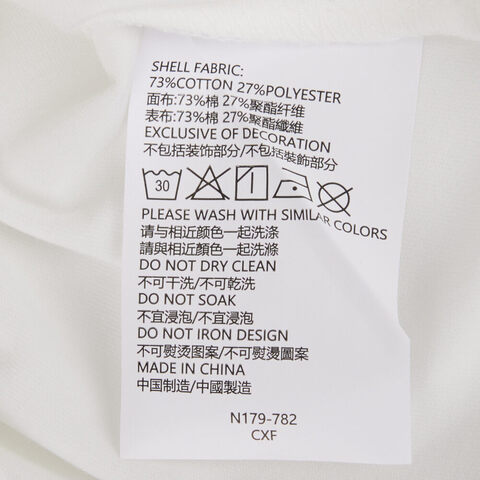 SHELL FABRIC:
73%COTTON 27%POLYESTER
面布:73%棉 27%聚酯纤维
表布:73%棉 27%聚酯纖維
EXCLUSIVE OF DECORATION
不包括装饰部分/不包括裝飾部分
30
PLEASE WASH WITH SIMILAR COLORS
请与相近颜色一起洗涤
請與相近顏色一起洗滌
DO NOT DRY CLEAN
不可干洗/不可乾洗
DO NOT SOAK
不宜浸泡/不宜浸泡
DO NOT IRON DESIGN
不可熨烫图案/不可熨燙圖案
MADE IN CHINA
中国制造/中國製造
N179-782
CXF